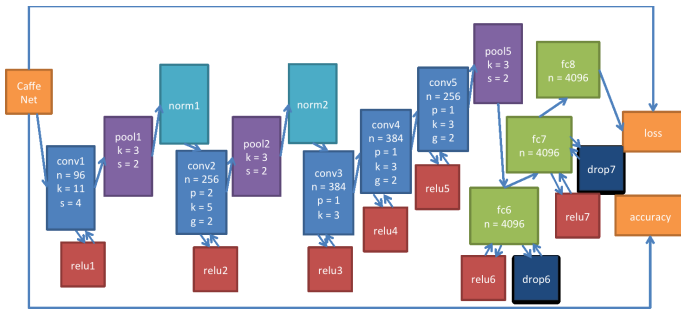 Caffe
Net
conv1
n = 96
k = 11
s = 4
relu1
pool1
k = 3
s = 2
norm1
conv2
n = 256
p = 2
k = 5
g = 2
relu2
pool2
k = 3
s = 2
norm2
conv3
n = 384
p = 1
k = 3
relu3
conv4
n = 384
p = 1
k = 3
g = 2
relu4
conv5
n = 256
p = 1
k = 3
g = 2
relu5
pool5
k = 3
s = 2
fc6
n = 4096
relu6
drop6
fc7
n = 4096
relu7
drop7
fc8
n = 4096
loss
accuracy